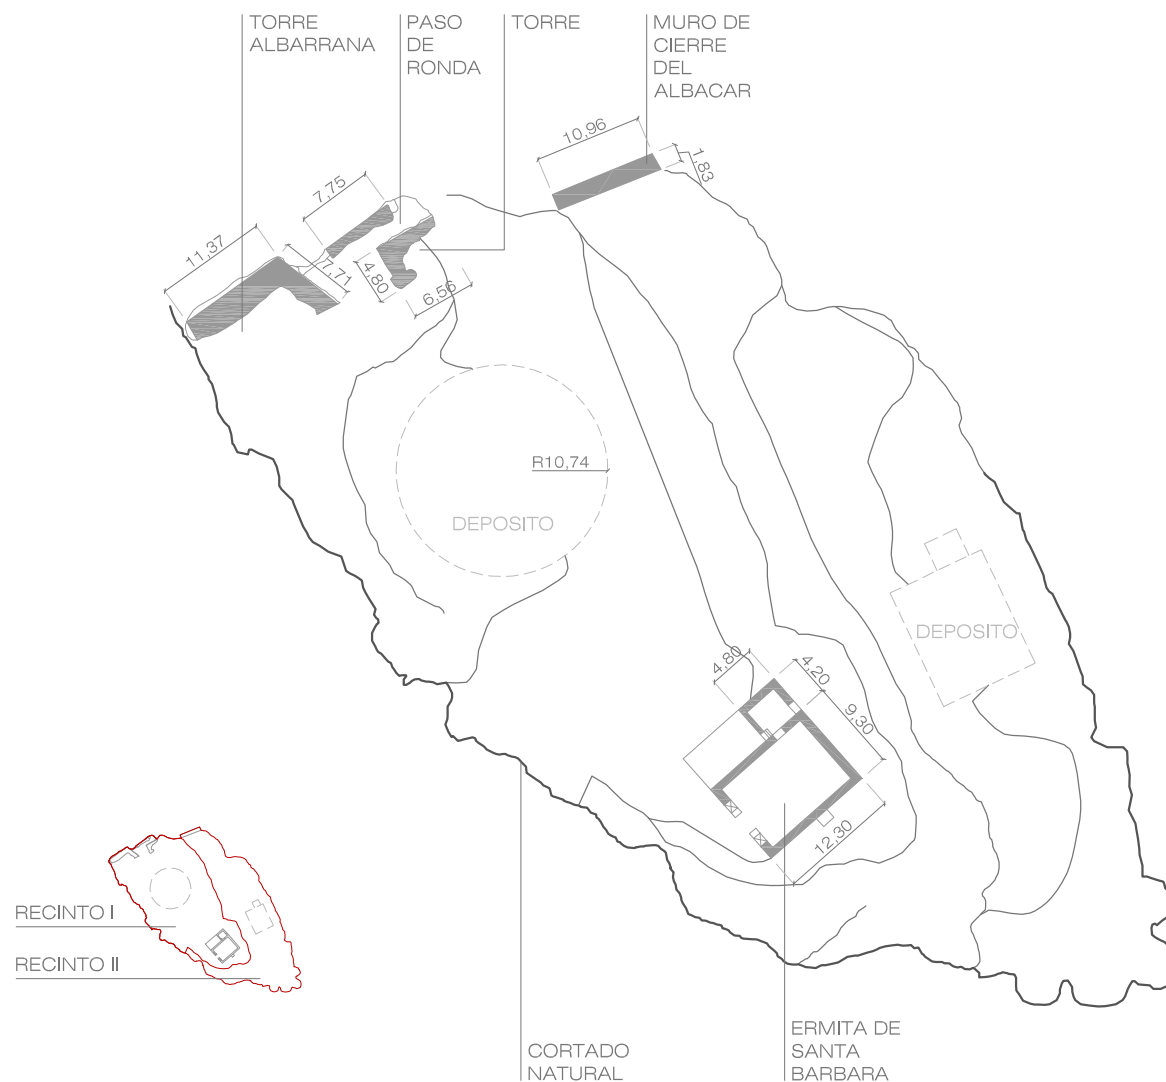 TORRE
ALBARRANA
PASO
DE
RONDA
TORRE
MURO DE
CIERRE
DEL
ALBACAR
10,96
1,83
7,75
11,37
7,71
4,80
6,56
R10,74
DEPOSITO
DEPOSITO
4,80
4,20
9,30
12,30
RECINTO I
RECINTO II
CORTADO
NATURAL
ERMITA DE
SANTA
BARBARA